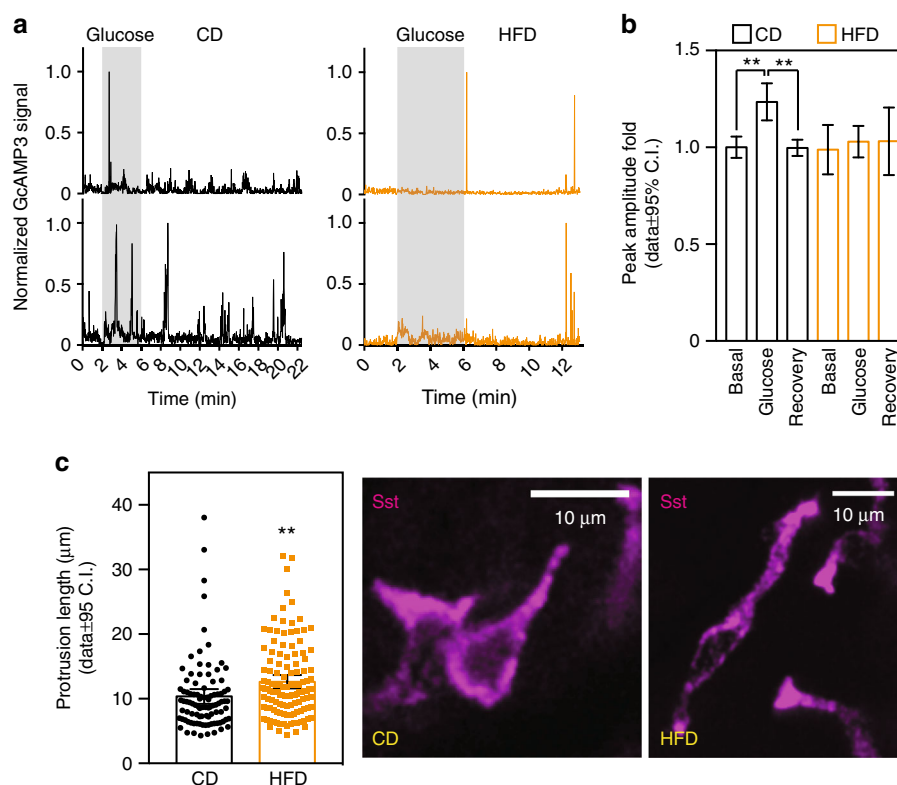 a
Glucose CD
Glucose HFD
Normalized GcAMP3 signal
1.0
0.5
0
1.0
0.5
0
1.0
0.5
0
1.0
0.5
0
0 2 4 6 8 10 12 14 16 18 20 22
Time (min)
0 2 4 6 8 10 12
Time (min)
b
CD HFD
Peak amplitude fold
(data±95% C.I.)
1.5
1.0
0.5
0
** **
Basal
Glucose
Recovery
Basal
Glucose
Recovery
c
Protrusion length (μm)
(data±95 C.I.)
40
30
20
10
0
**
CD HFD
Sst
10 μm
CD
Sst
10 μm
HFD